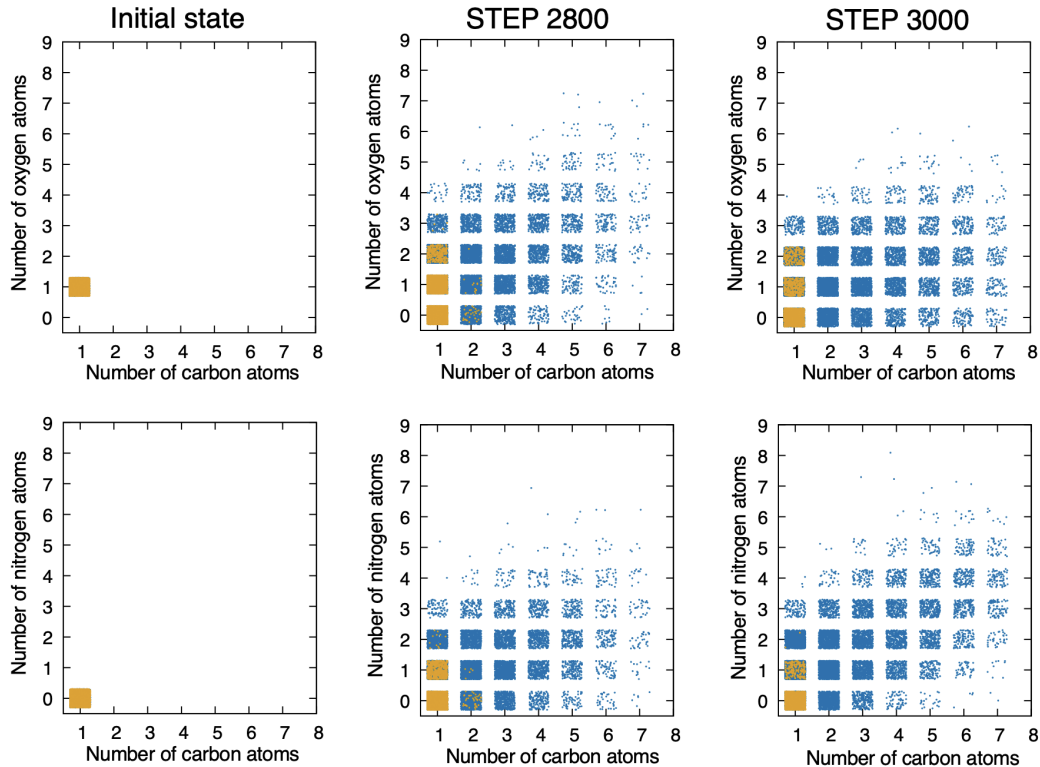 Initial state
STEP 2800
STEP 3000
Number of oxygen atoms
9
8
7
6
5
4
3
2
1
0
1 2 3 4 5 6 7 8
Number of carbon atoms
Number of oxygen atoms
9
8
7
6
5
4
3
2
1
0
1 2 3 4 5 6 7 8
Number of carbon atoms
Number of oxygen atoms
9
8
7
6
5
4
3
2
1
0
1 2 3 4 5 6 7 8
Number of carbon atoms
Number of nitrogen atoms
9
8
7
6
5
4
3
2
1
0
1 2 3 4 5 6 7 8
Number of carbon atoms
Number of nitrogen atoms
9
8
7
6
5
4
3
2
1
0
1 2 3 4 5 6 7 8
Number of carbon atoms
Number of nitrogen atoms
9
8
7
6
5
4
3
2
1
0
1 2 3 4 5 6 7 8
Number of carbon atoms